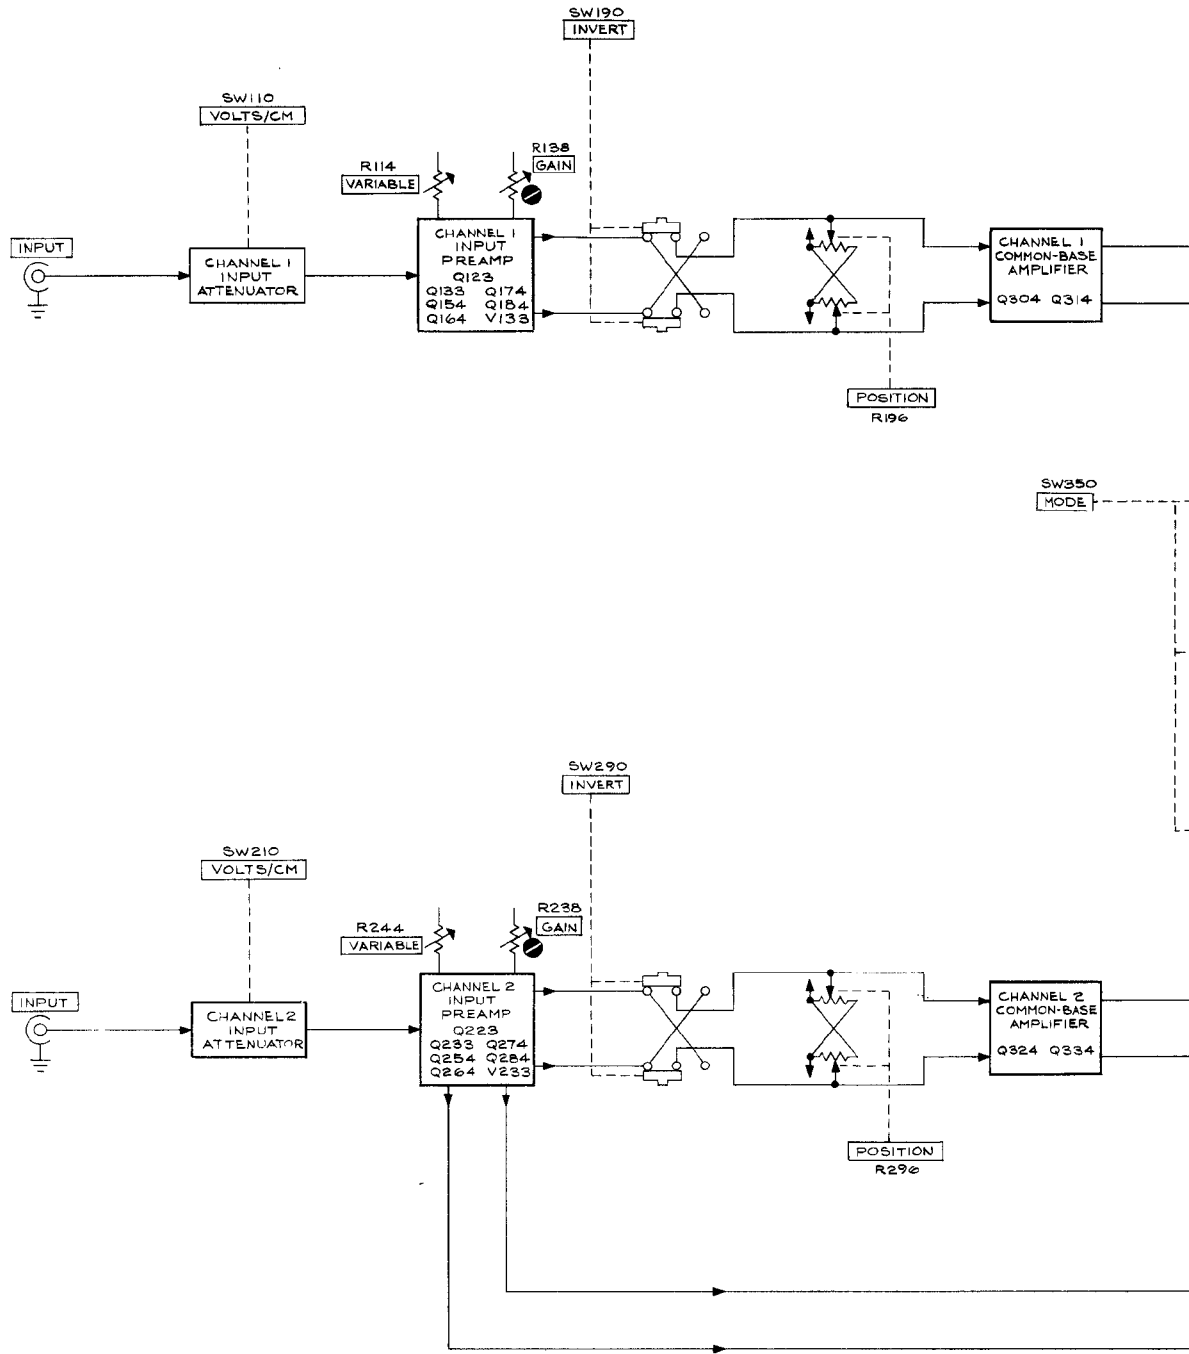 SW190
INVERT
SW110
VOLTS/CM
R138
GAIN
R114
VARIABLE
INPUT
CHANNEL 1
INPUT
ATTENUATOR
CHANNEL 1
INPUT
PREAMP
Q123
Q133 Q174
Q154 Q184
Q164 V133
CHANNEL 1
COMMON-BASE
AMPLIFIER
Q304 Q314
POSITION
R196
SW350
MODE
SW290
INVERT
SW210
VOLTS/CM
R238
GAIN
R244
VARIABLE
INPUT
CHANNEL 2
INPUT
ATTENUATOR
CHANNEL 2
INPUT
PREAMP
Q223
Q233 Q274
Q254 Q284
Q264 V233
CHANNEL 2
COMMON-BASE
AMPLIFIER
Q324 Q334
POSITION
R296